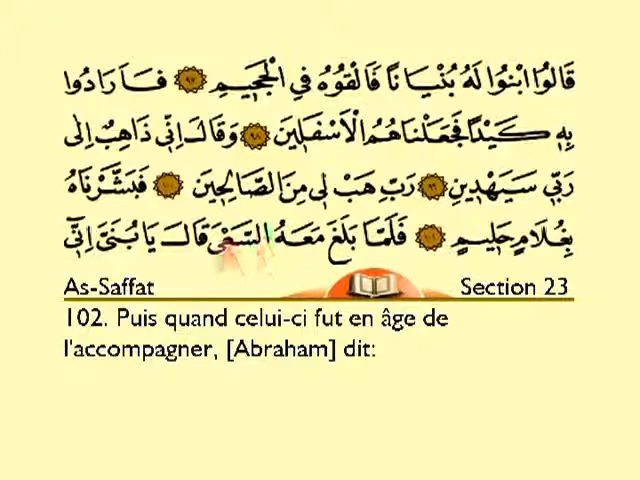 قَالُوا ابْنُوا لَهُ بُنْيَانًا فَأَلْقُوهُ فِي الْجَحِيمِ ۝٩٧ فَأَرَادُوا
بِهِ كَيْدًا فَجَعَلْنَاهُمُ الْأَسْفَلِينَ ۝٩٨ وَقَالَ إِنِّي ذَاهِبٌ إِلَىٰ
رَبِّي سَيَهْدِينِ ۝٩٩ رَبِّ هَبْ لِي مِنَ الصَّالِحِينَ ۝١٠٠ فَبَشَّرْنَاهُ
بِغُلَامٍ حَلِيمٍ ۝١٠١ فَلَمَّا بَلَغَ مَعَهُ السَّعْيَ قَالَ يَا بُنَيَّ إِنِّي
As-Saffat Section 23
102. Puis quand celui-ci fut en âge de
l'accompagner, [Abraham] dit: